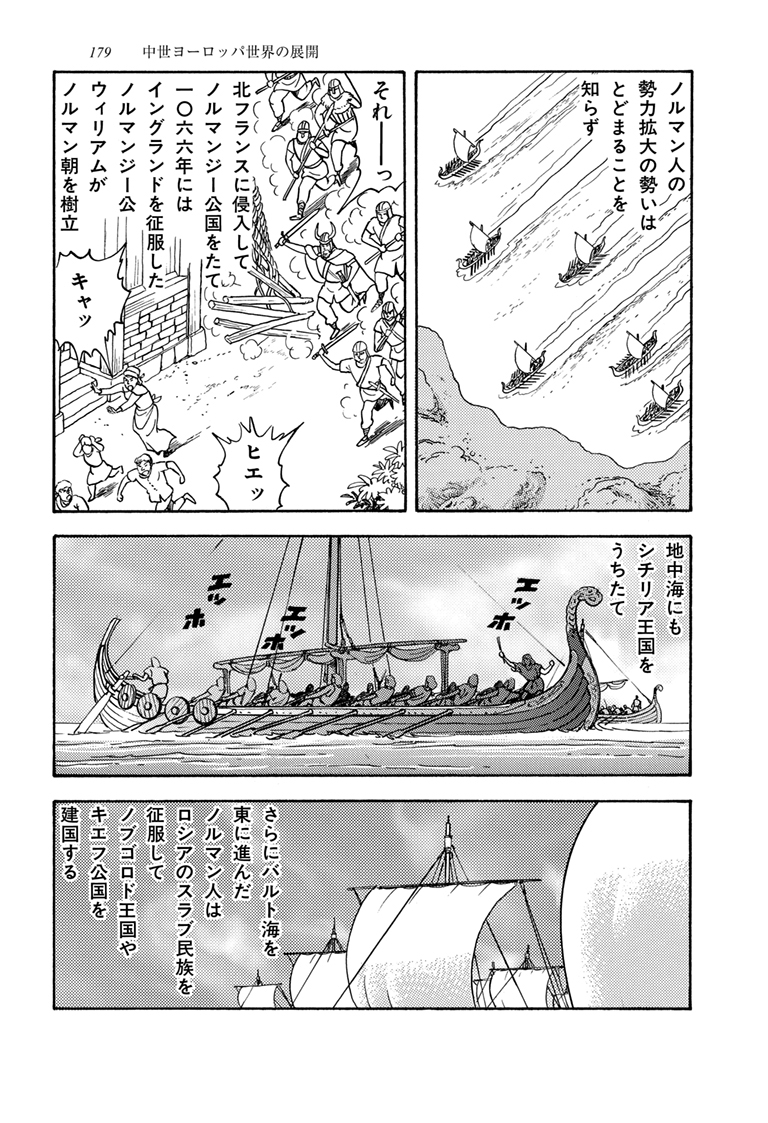 179 中世ヨーロッパ世界の展開
ノルマン人の
勢力拡大の勢いは
とどまることを
知らず
それーーっ
北フランスに侵入して
ノルマンジー公国をたて
一〇六六年には
イングランドを征服した
ノルマンジー公
ウィリアムが
ノルマン朝を樹立
キャッ
ヒエッ
地中海にも
シチリア王国を
うちたて
エッホ
エッホ
エッホ
さらにバルト海を
東に進んだ
ノルマン人は
ロシアのスラブ民族を
征服して
ノブゴロド王国や
キエフ公国を
建国する